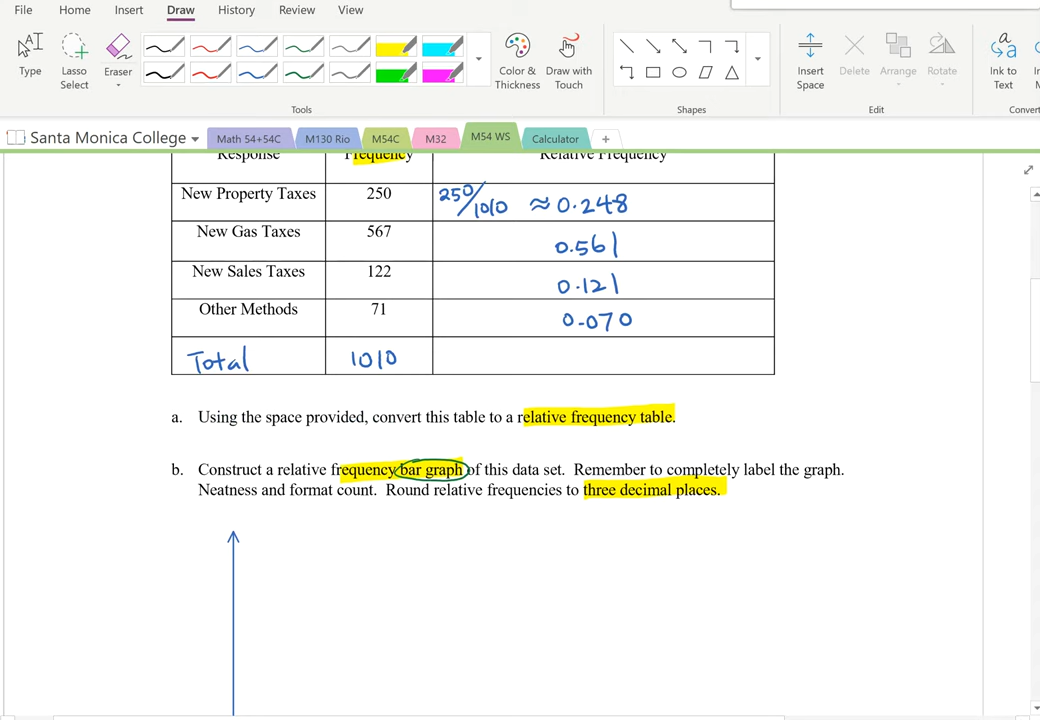 File Home Insert Draw History Review View
Type
Lasso Select
Eraser
Color & Thickness
Draw with Touch
Insert Space
Delete
Arrange
Rotate
Ink to Text
Tools
Shapes
Edit
Santa Monica College Math 54+54C M130 Rio M54C M32 M54 WS Calculator +
Response Frequency Relative Frequency
New Property Taxes 250 250/1010 ≈ 0.248
New Gas Taxes 567 0.561
New Sales Taxes 122 0.121
Other Methods 71 0.070
Total 1010
a. Using the space provided, convert this table to a relative frequency table.
b. Construct a relative frequency bar graph of this data set. Remember to completely label the graph.
Neatness and format count. Round relative frequencies to three decimal places.